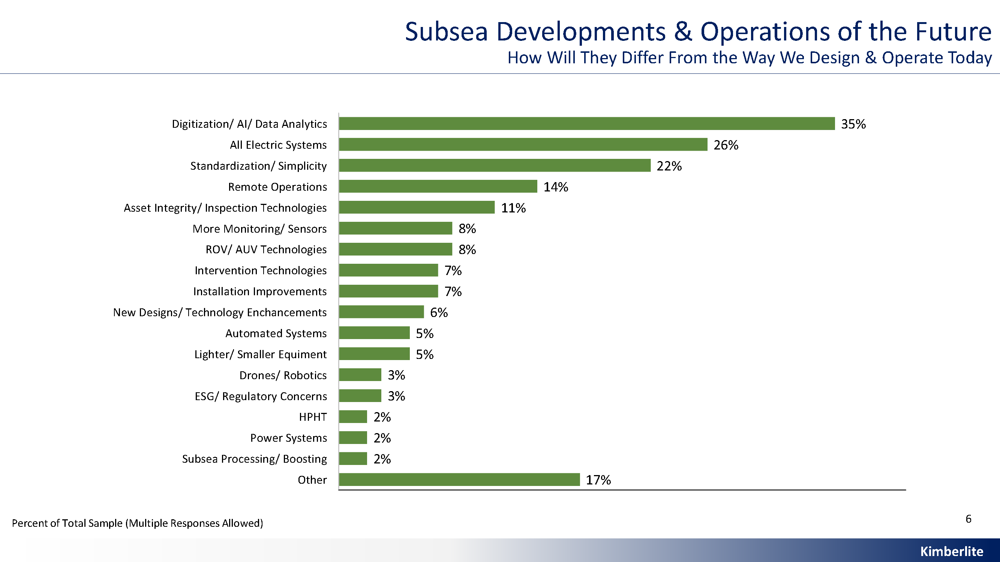 Subsea Developments & Operations of the Future
How Will They Differ From the Way We Design & Operate Today
Digitization/ AI/ Data Analytics 35%
All Electric Systems 26%
Standardization/ Simplicity 22%
Remote Operations 14%
Asset Integrity/ Inspection Technologies 11%
More Monitoring/ Sensors 8%
ROV/ AUV Technologies 8%
Intervention Technologies 7%
Installation Improvements 7%
New Designs/ Technology Enchancements 6%
Automated Systems 5%
Lighter/ Smaller Equiment 5%
Drones/ Robotics 3%
ESG/ Regulatory Concerns 3%
HPHT 2%
Power Systems 2%
Subsea Processing/ Boosting 2%
Other 17%
Percent of Total Sample (Multiple Responses Allowed)
6
Kimberlite